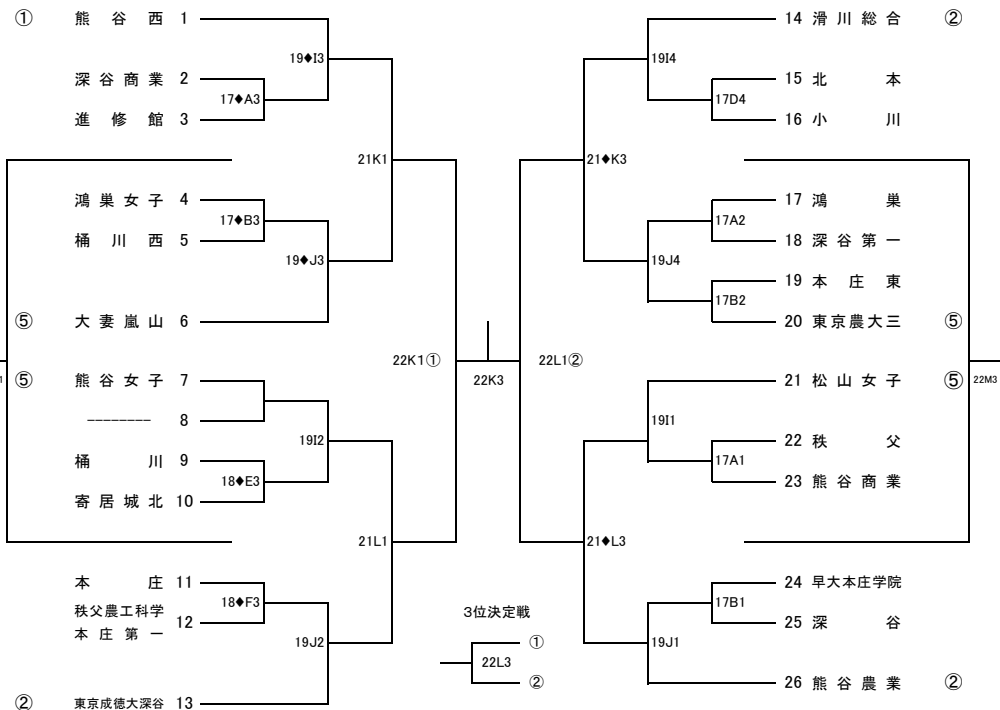 ① 熊谷西 1
19◆I3
深谷商業 2
17◆A3
進修館 3
21K1
鴻巣女子 4
17◆B3
桶川西 5
19◆J3
⑤ 大妻嵐山 6
22K1①
⑤ 熊谷女子 7
-------- 8
19I2
桶川 9
18◆E3
寄居城北 10
21L1
本庄 11
18◆F3
秩父農工科学
本庄第一 12
19J2
② 東京成徳大深谷 13
22K3
3位決定戦
①
22L3
②
14 滑川総合 ②
19I4
15 北本
17D4
16 小川
21◆K3
17 鴻巣
17A2
18 深谷第一
19J4
19 本庄東
17B2
20 東京農大三 ⑤
22L1②
21 松山女子 ⑤
22M3
19I1
22 秩父
17A1
23 熊谷商業
21◆L3
24 早大本庄学院
17B1
25 深谷
19J1
26 熊谷農業 ②